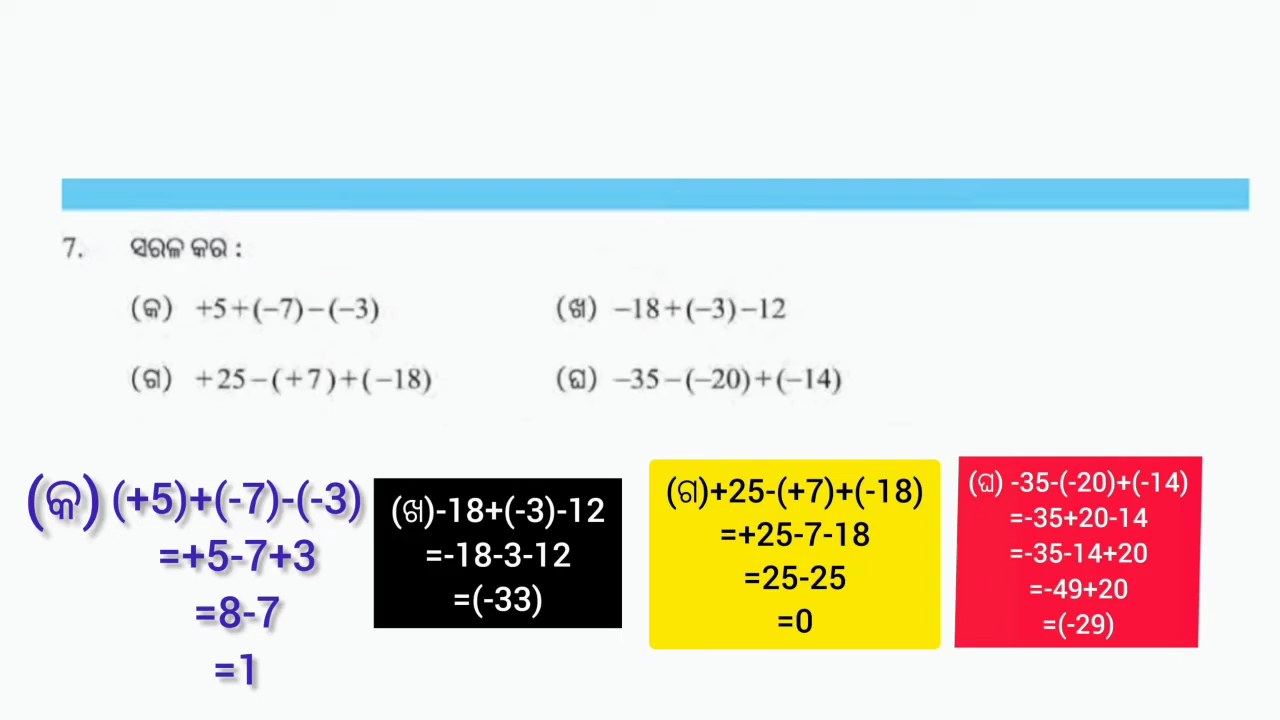 7. ସରଳ କର :
(କ) +5+(–7)–(–3) (ଖ) –18+(–3)–12
(ଗ) +25–(+7)+(–18) (ଘ) –35–(–20)+(–14)
(କ) (+5)+(-7)-(-3)
=+5-7+3
=8-7
=1
(ଖ)-18+(-3)-12
=-18-3-12
=(-33)
(ଗ)+25-(+7)+(-18)
=+25-7-18
=25-25
=0
(ଘ) -35-(-20)+(-14)
=-35+20-14
=-35-14+20
=-49+20
=(-29)